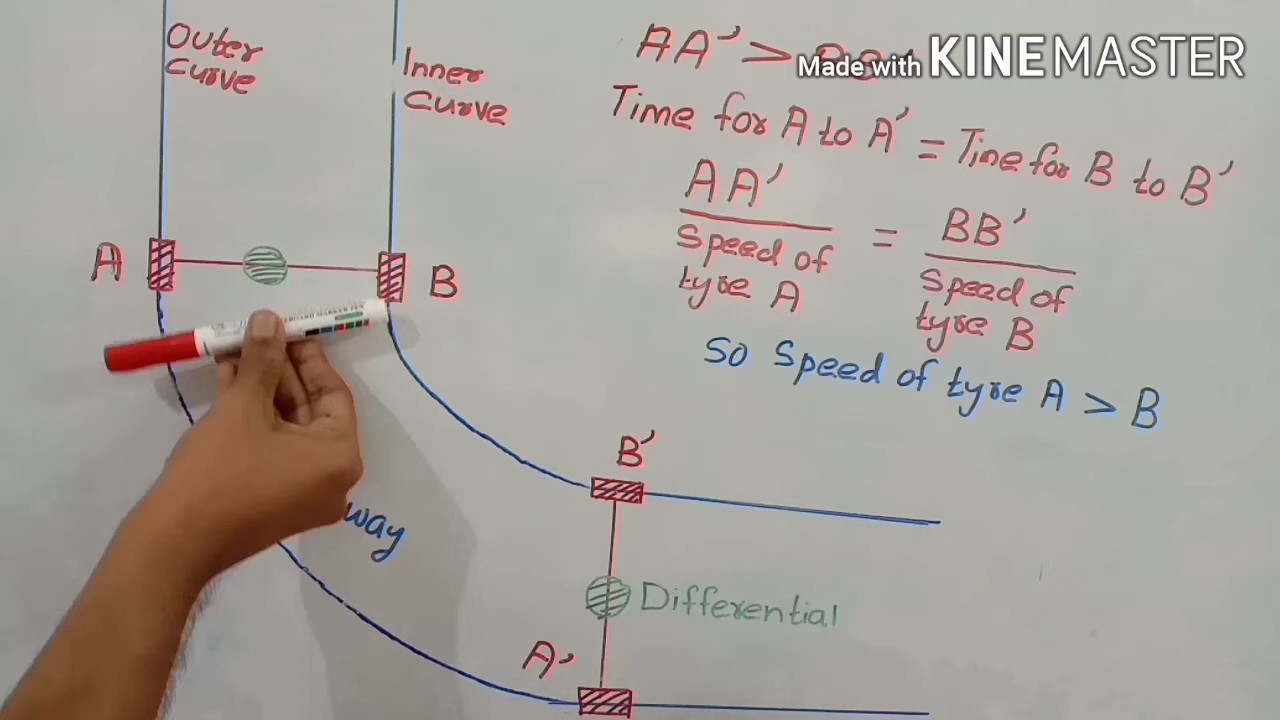 Outer
Curve
Inner
Curve
AA' >
Made with KINEMASTER
Time for A to A' = Tine for B to B'
AA' = BB'
Speed of
tyre A
Speed of
tyre B
So Speed of tyre A > B
A
B
B'
way
Differential
A'